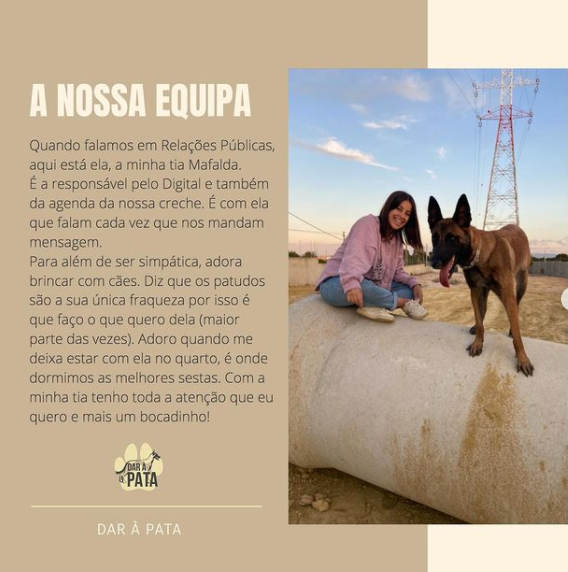 A NOSSA EQUIPA
Quando falamos em Relações Públicas,
aqui está ela, a minha tia Mafalda.
É a responsável pelo Digital e também
da agenda da nossa creche. É com ela
que falam cada vez que nos mandam
mensagem.
Para além de ser simpática, adora
brincar com cães. Diz que os patudos
são a sua única fraqueza por isso é
que faço o que quero dela (maior
parte das vezes). Adoro quando me
deixa estar com ela no quarto, é onde
dormimos as melhores sestas. Com a
minha tia tenho toda a atenção que eu
quero e mais um bocadinho!
DAR À
PATA
DAR À PATA